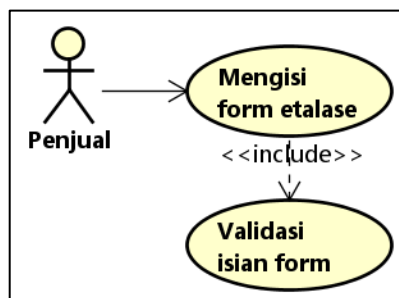 Mengisi
form etalase
Penjual
<<include>>
Validasi
isian form